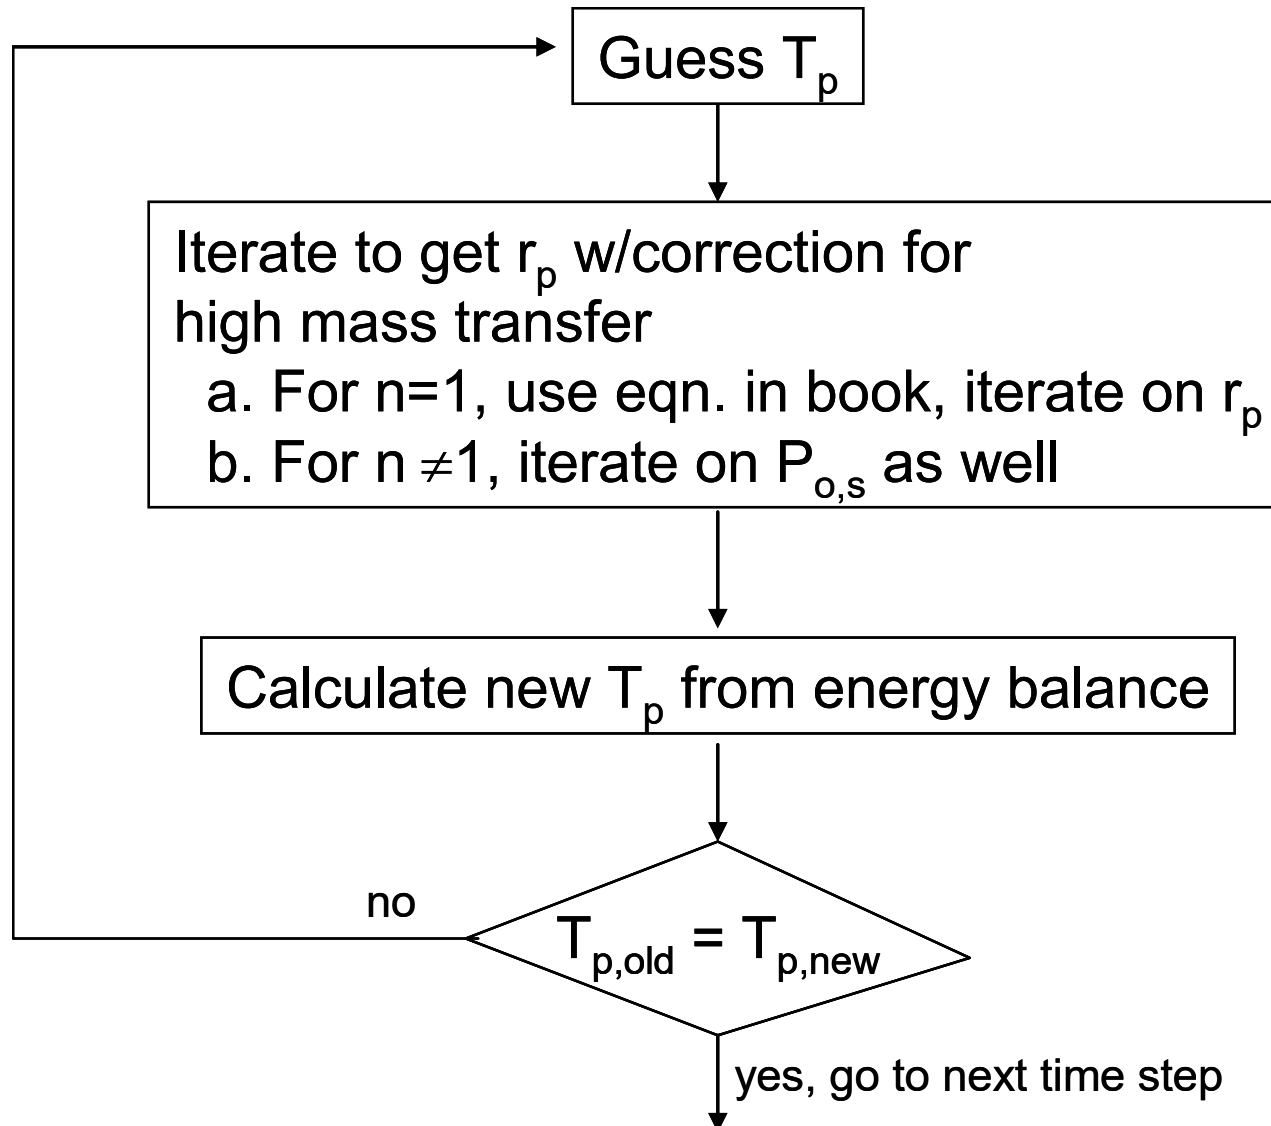 Guess Tp
Iterate to get rp w/correction for
high mass transfer
a. For n=1, use eqn. in book, iterate on rp
b. For n ≠1, iterate on Po,s as well
Calculate new Tp from energy balance
no
Tp,old = Tp,new
yes, go to next time step